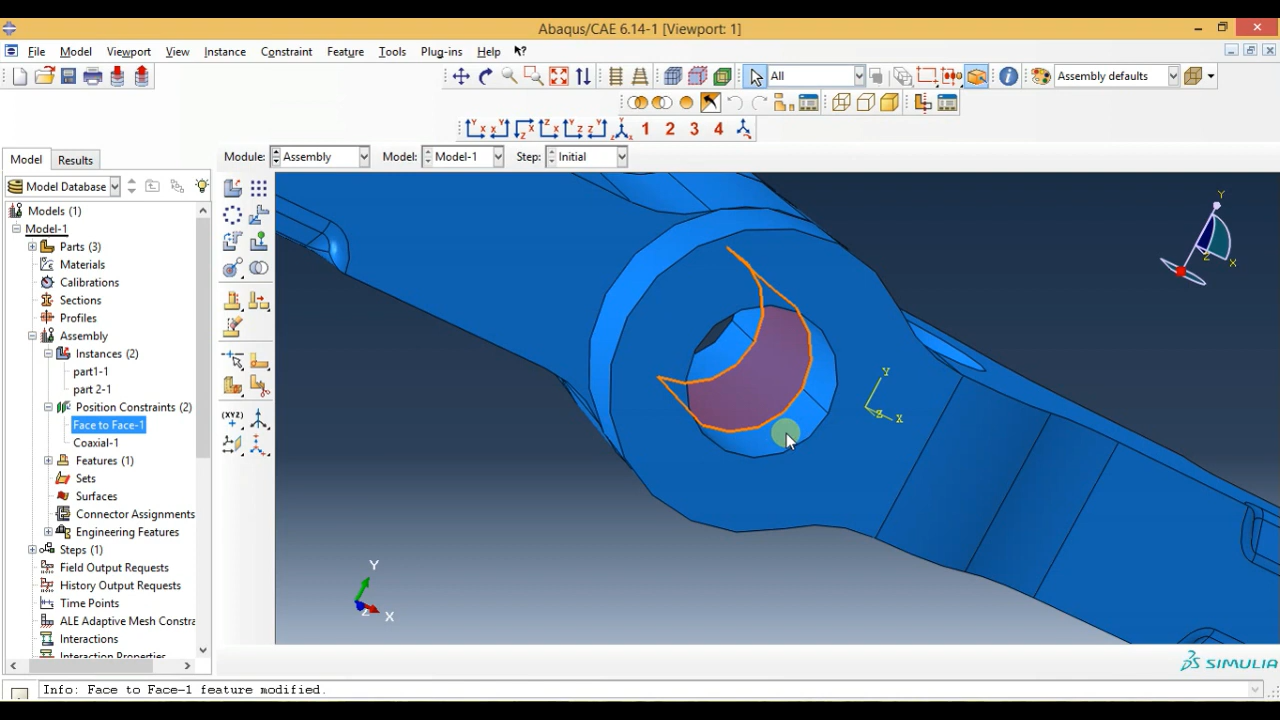 Abaqus/CAE 6.14-1 [Viewport: 1]
File Model Viewport View Instance Constraint Feature Tools Plug-ins Help
All
Assembly defaults
1 2 3 4
Model Results
Module: Assembly Model: Model-1 Step: Initial
Model Database
Models (1)
Model-1
Parts (3)
Materials
Calibrations
Sections
Profiles
Assembly
Instances (2)
part1-1
part 2-1
Position Constraints (2)
Face to Face-1
Coaxial-1
Features (1)
Sets
Surfaces
Connector Assignments
Engineering Features
Steps (1)
Field Output Requests
History Output Requests
Time Points
ALE Adaptive Mesh Constra
Interactions
Interaction Properties
(XYZ)
Y
X
Z
Y
X
Z
Y
X
Z
SIMULIA
Info: Face to Face-1 feature modified.